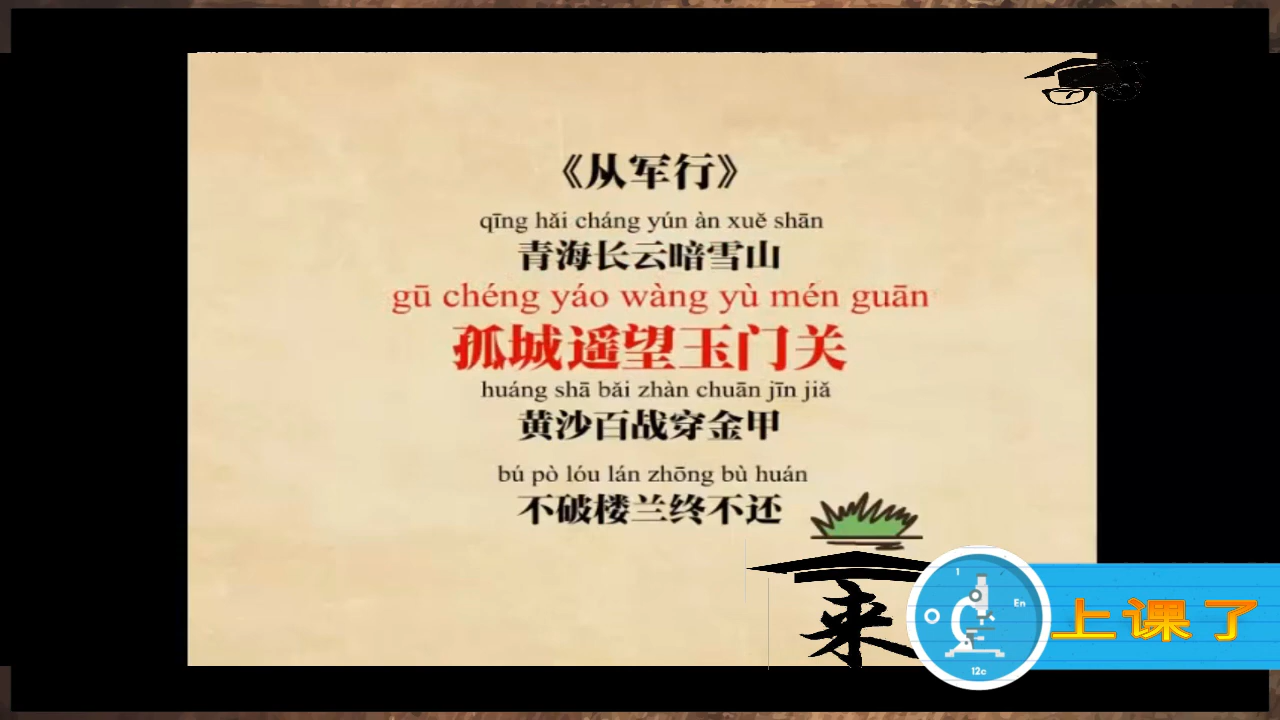 《从军行》
qīng hǎi cháng yún àn xuě shān
青海长云暗雪山
gū chéng yáo wàng yù mén guān
孤城遥望玉门关
huáng shā bǎi zhàn chuān jīn jiǎ
黄沙百战穿金甲
bú pò lóu lán zhōng bù huán
不破楼兰终不还
来
1
En
12c
上课了